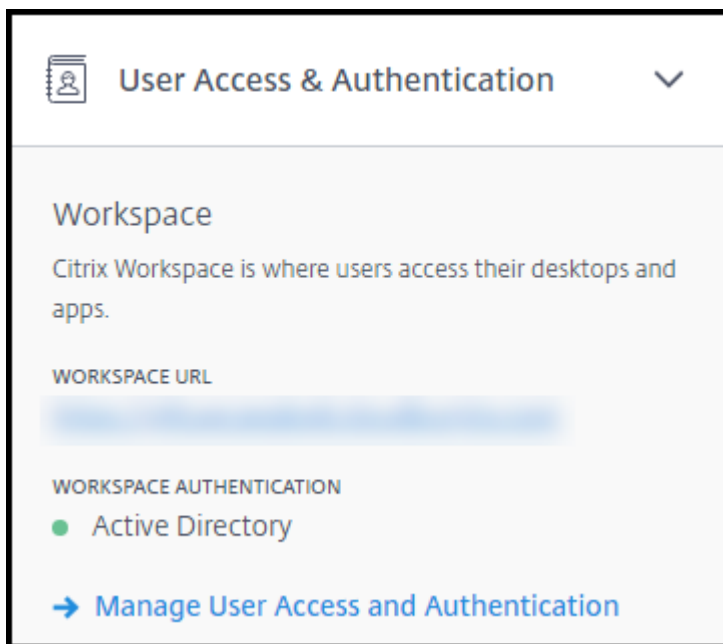 User Access & Authentication
Workspace
Citrix Workspace is where users access their desktops and
apps.
WORKSPACE URL
WORKSPACE AUTHENTICATION
Active Directory
Manage User Access and Authentication